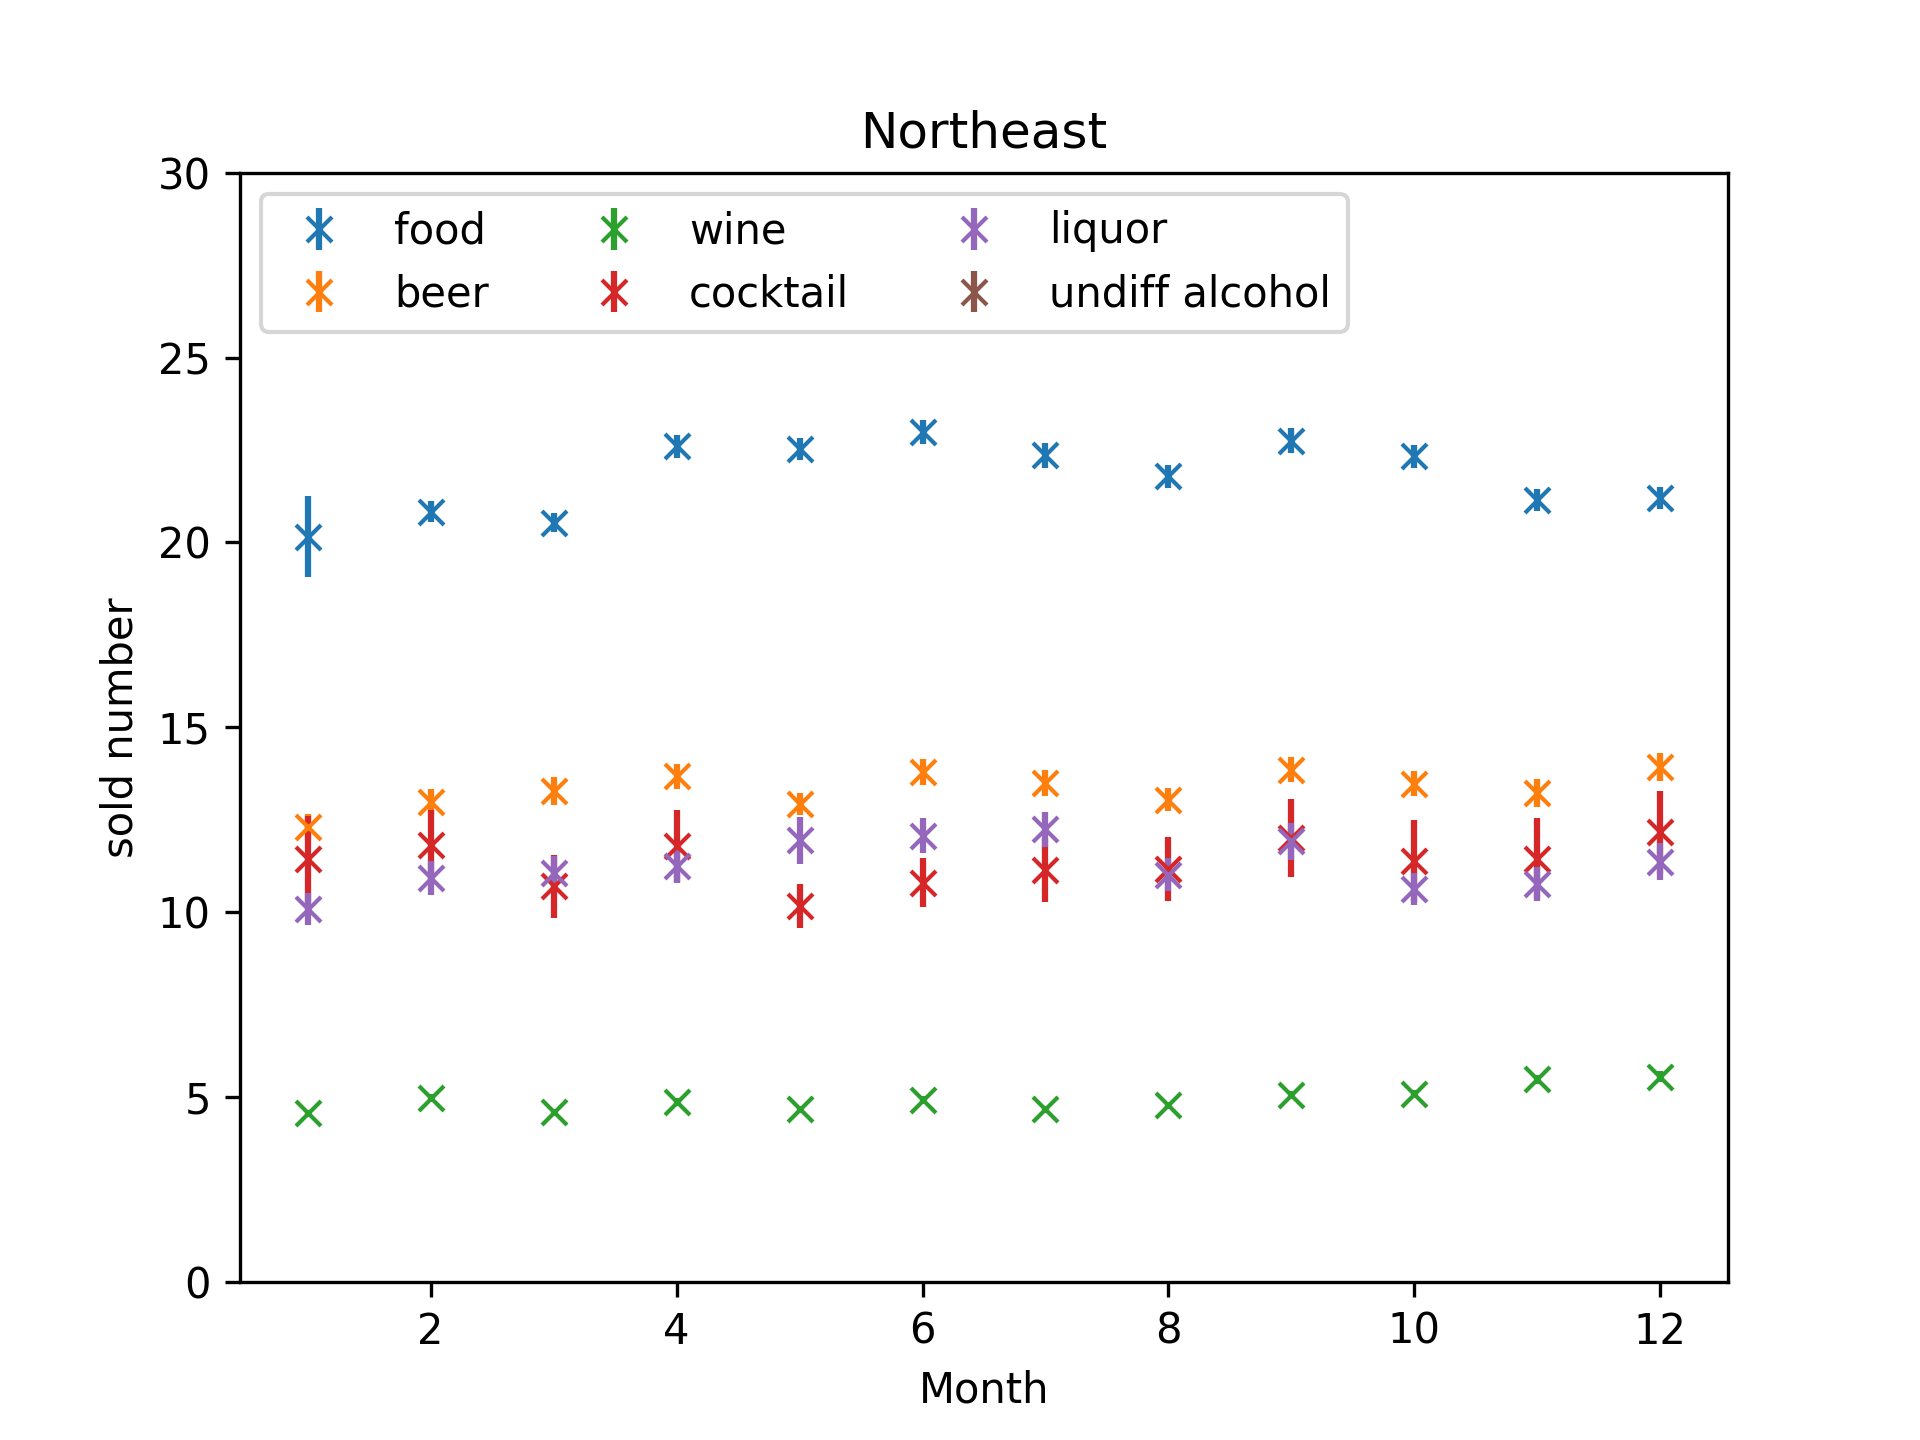 Northeast
30
food
wine
liquor
beer
cocktail
undiff alcohol
25
20
15
10
5
0
sold number
2 4 6 8 10 12
Month